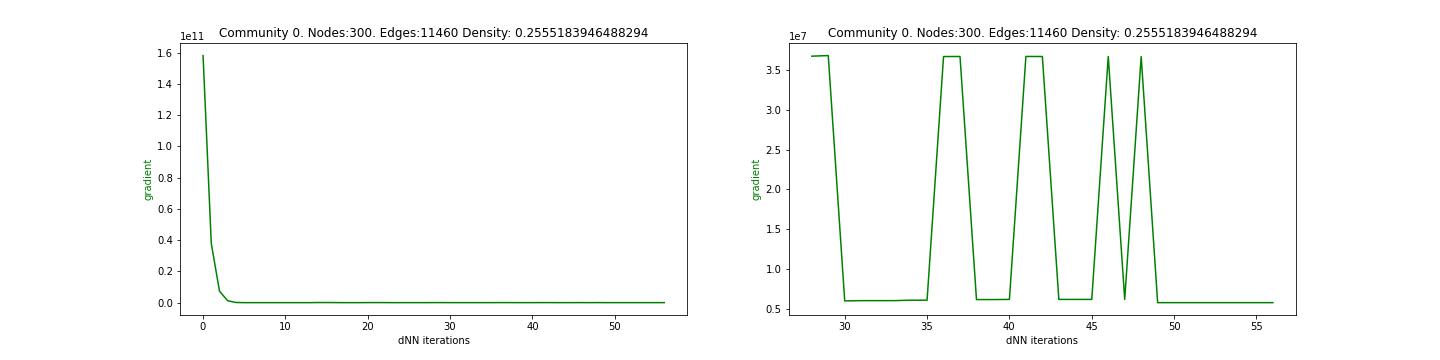 Community 0. Nodes:300. Edges:11460 Density: 0.2555183946488294
1e11
1.6
1.4
1.2
1.0
0.8
0.6
0.4
0.2
0.0
gradient
0 10 20 30 40 50
dNN iterations
Community 0. Nodes:300. Edges:11460 Density: 0.2555183946488294
1e7
3.5
3.0
2.5
2.0
1.5
1.0
0.5
gradient
30 35 40 45 50 55
dNN iterations